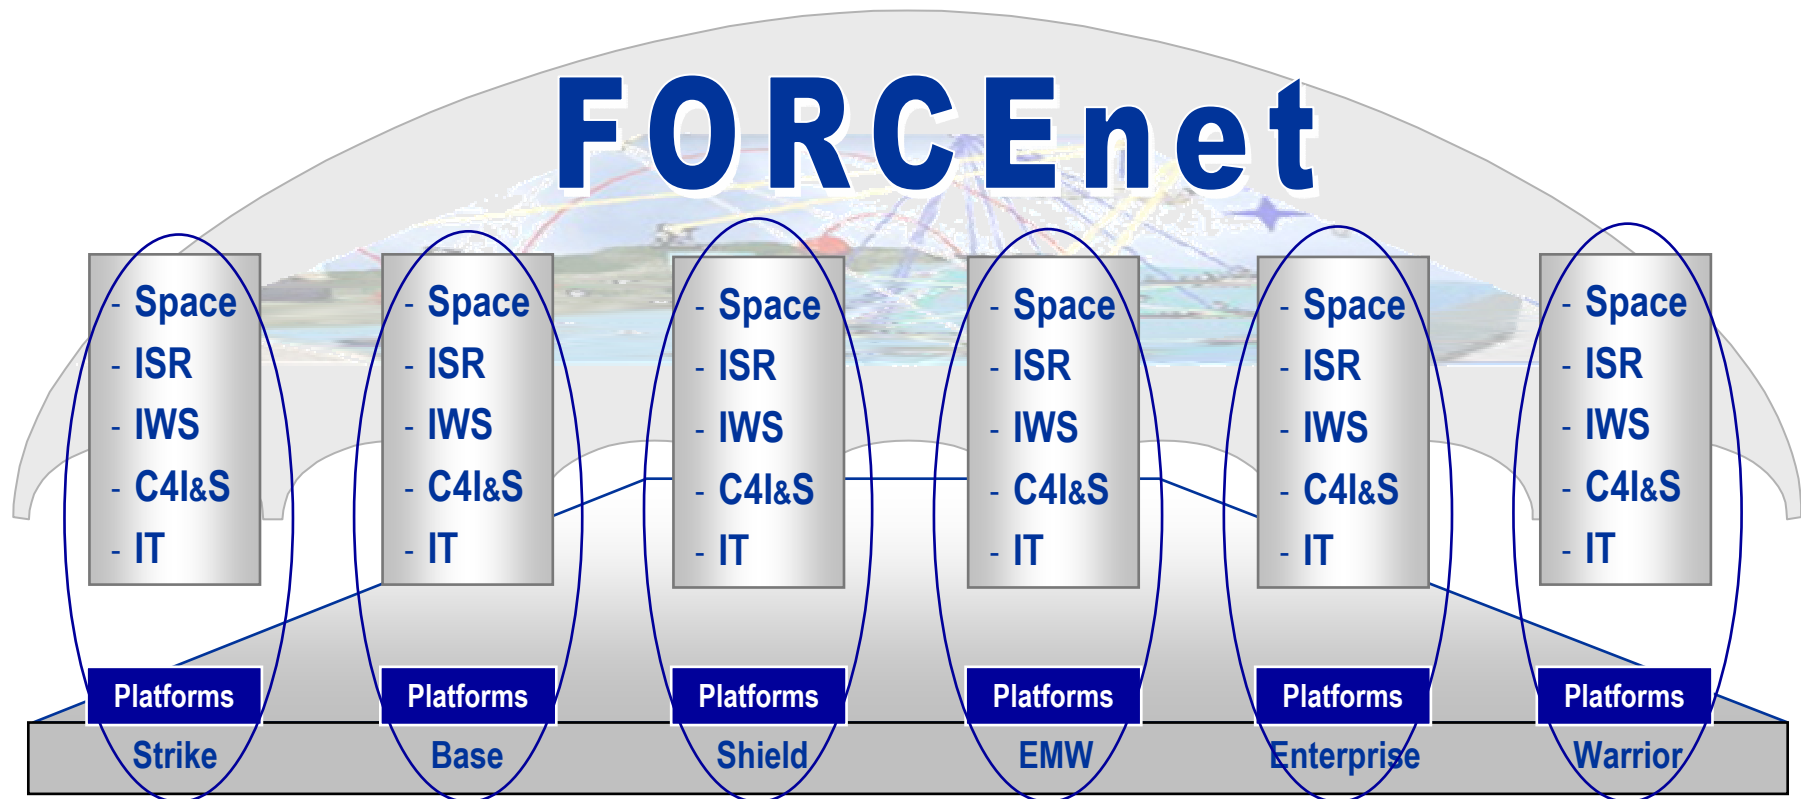 FORCEnet
- Space
- ISR
- IWS
- C4I&S
- IT
- Space
- ISR
- IWS
- C4I&S
- IT
- Space
- ISR
- IWS
- C4I&S
- IT
- Space
- ISR
- IWS
- C4I&S
- IT
- Space
- ISR
- IWS
- C4I&S
- IT
- Space
- ISR
- IWS
- C4I&S
- IT
Platforms
Strike
Platforms
Base
Platforms
Shield
Platforms
EMW
Platforms
Enterprise
Platforms
Warrior